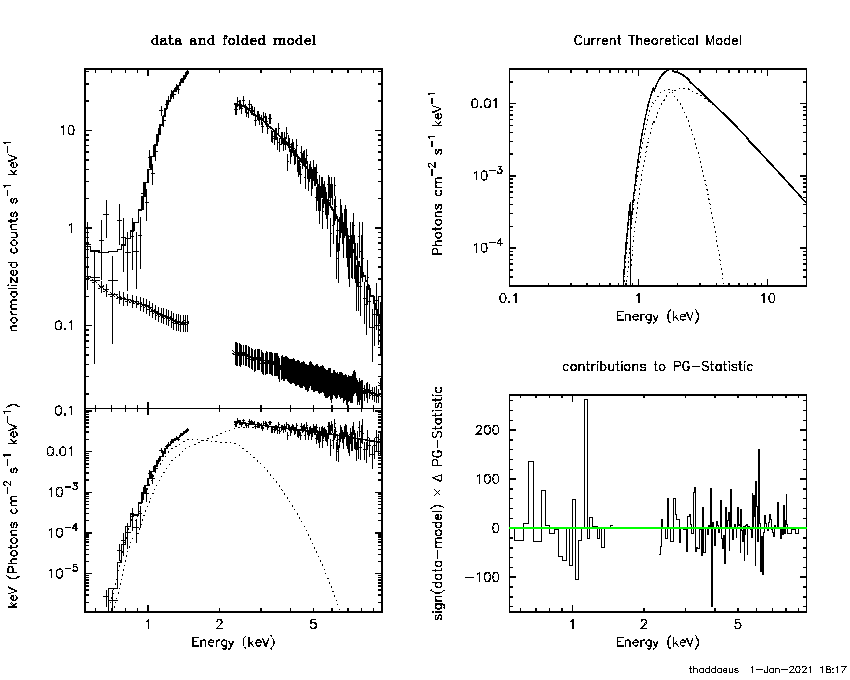 data and folded model
normalized counts s⁻¹ keV⁻¹
10
1
0.1
keV (Photons cm⁻² s⁻¹ keV⁻¹)
0.1
0.01
10⁻³
10⁻⁴
10⁻⁵
1 2 5
Energy (keV)
Current Theoretical Model
Photons cm⁻² s⁻¹ keV⁻¹
0.01
10⁻³
10⁻⁴
0.1 1 10
Energy (keV)
contributions to PG-Statistic
sign(data-model) × Δ PG-Statistic
200
100
0
-100
1 2 5
Energy (keV)
thaddaeus 1-Jan-2021 18:17